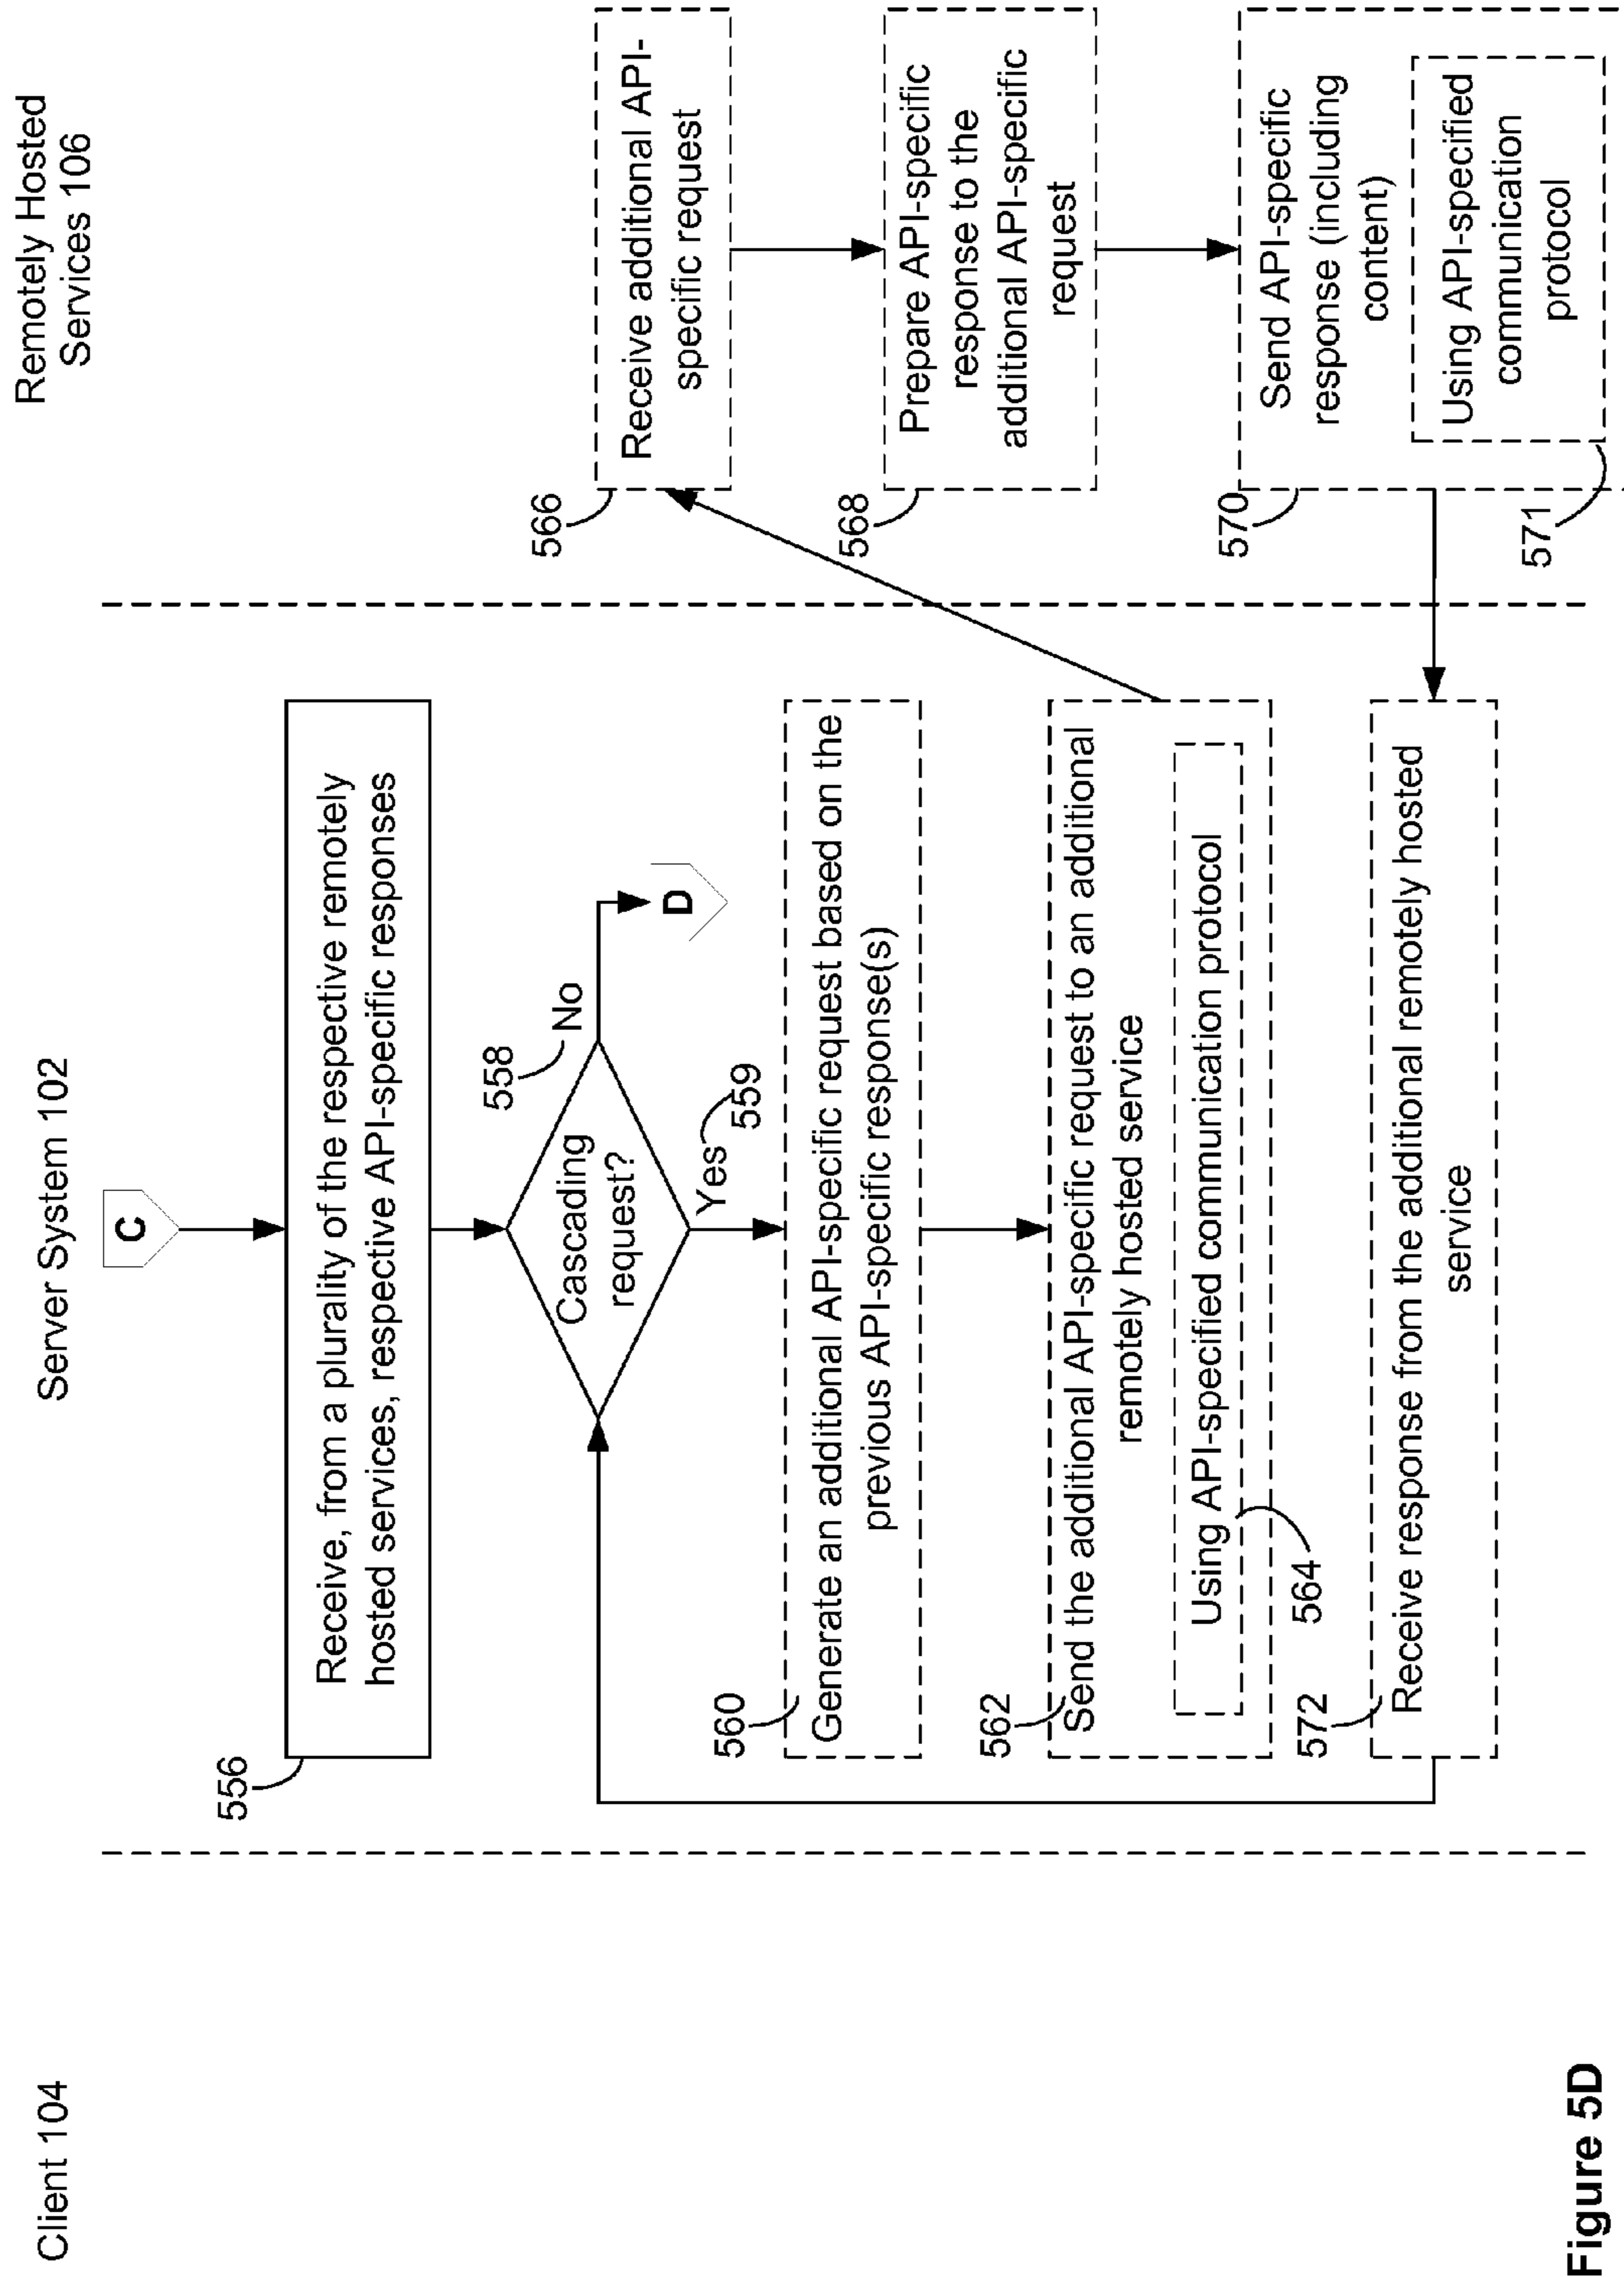 Client 104
Server System 102
Remotely Hosted
Services 106
C
556
Receive, from a plurality of the respective remotely
hosted services, respective API-specific responses
558
No
D
Cascading
request?
Yes
559
560
Generate an additional API-specific request based on the
previous API-specific response(s)
562
Send the additional API-specific request to an additional
remotely hosted service
Using API-specified communication protocol
564
566
Receive additional API-
specific request
568
Prepare API-specific
response to the
additional API-specific
request
570
Send API-specific
response (including
content)
Using API-specified
communication
protocol
571
572
Receive response from the additional remotely hosted
service
Figure 5D